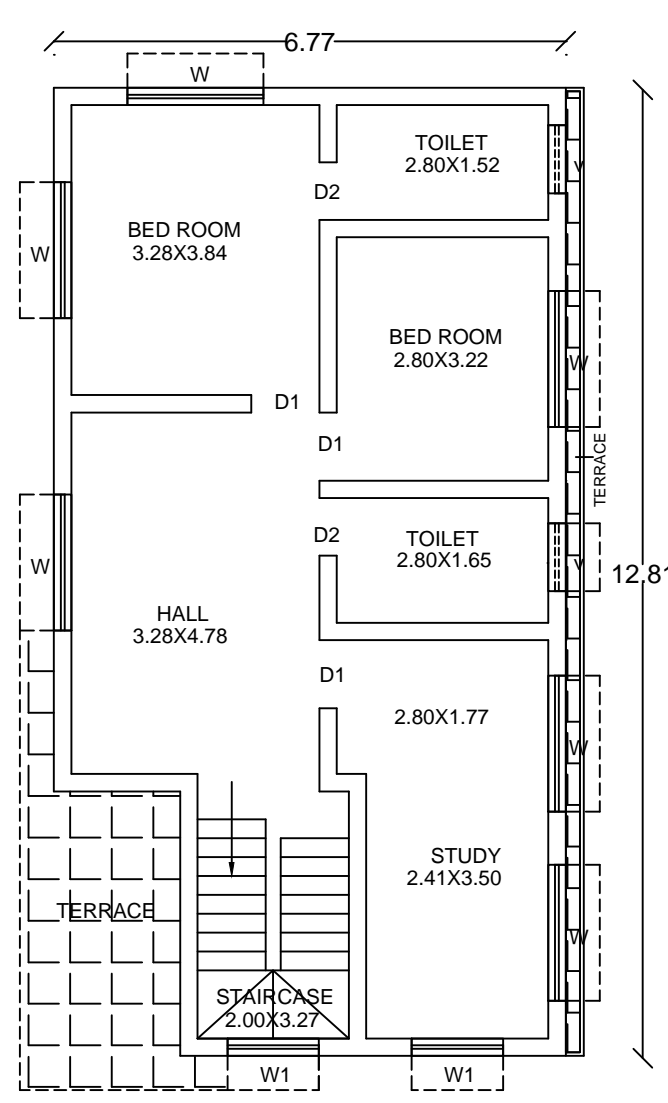 6.77
W
TOILET
2.80X1.52
V
D2
BED ROOM
3.28X3.84
W
BED ROOM
2.80X3.22
W
D1
D1
TERRACE
D2
TOILET
2.80X1.65
V
W
12.81
HALL
3.28X4.78
D1
2.80X1.77
W
STUDY
2.41X3.50
TERRACE
W
STAIRCASE
2.00X3.27
W1
W1